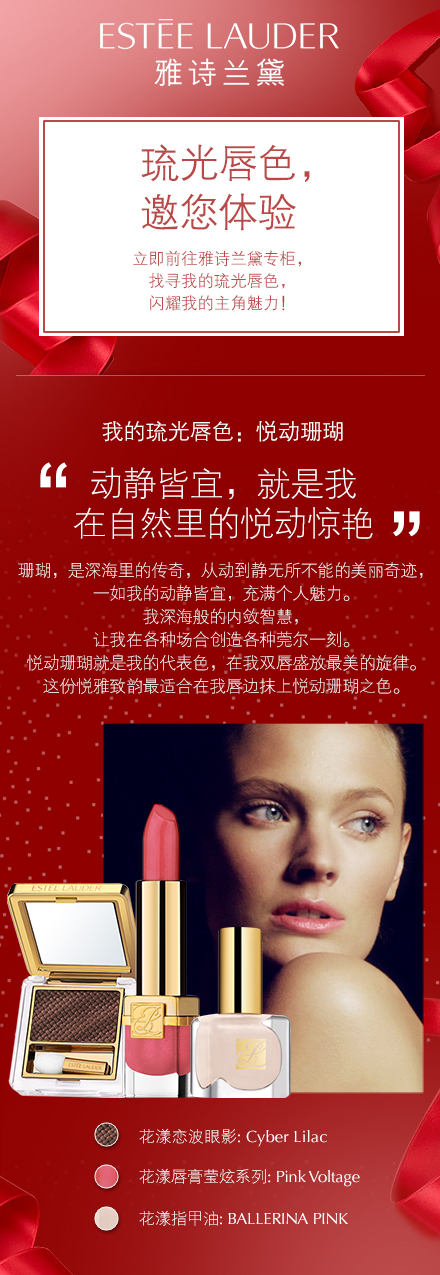 ESTĒE LAUDER
雅诗兰黛
琉光唇色，
邀您体验
立即前往雅诗兰黛专柜，
找寻我的琉光唇色，
闪耀我的主角魅力！
我的琉光唇色：悦动珊瑚
“ 动静皆宜，就是我
在自然里的悦动惊艳 ”
珊瑚，是深海里的传奇，从动到静无所不能的美丽奇迹，
一如我的动静皆宜，充满个人魅力。
我深海般的内敛智慧，
让我在各种场合创造各种莞尔一刻。
悦动珊瑚就是我的代表色，在我双唇盛放最美的旋律。
这份悦雅致韵最适合在我唇边抹上悦动珊瑚之色。
ESTĒE LAUDER
ESTĒE LAUDER
花漾恋波眼影: Cyber Lilac
花漾唇膏莹炫系列: Pink Voltage
花漾指甲油: BALLERINA PINK